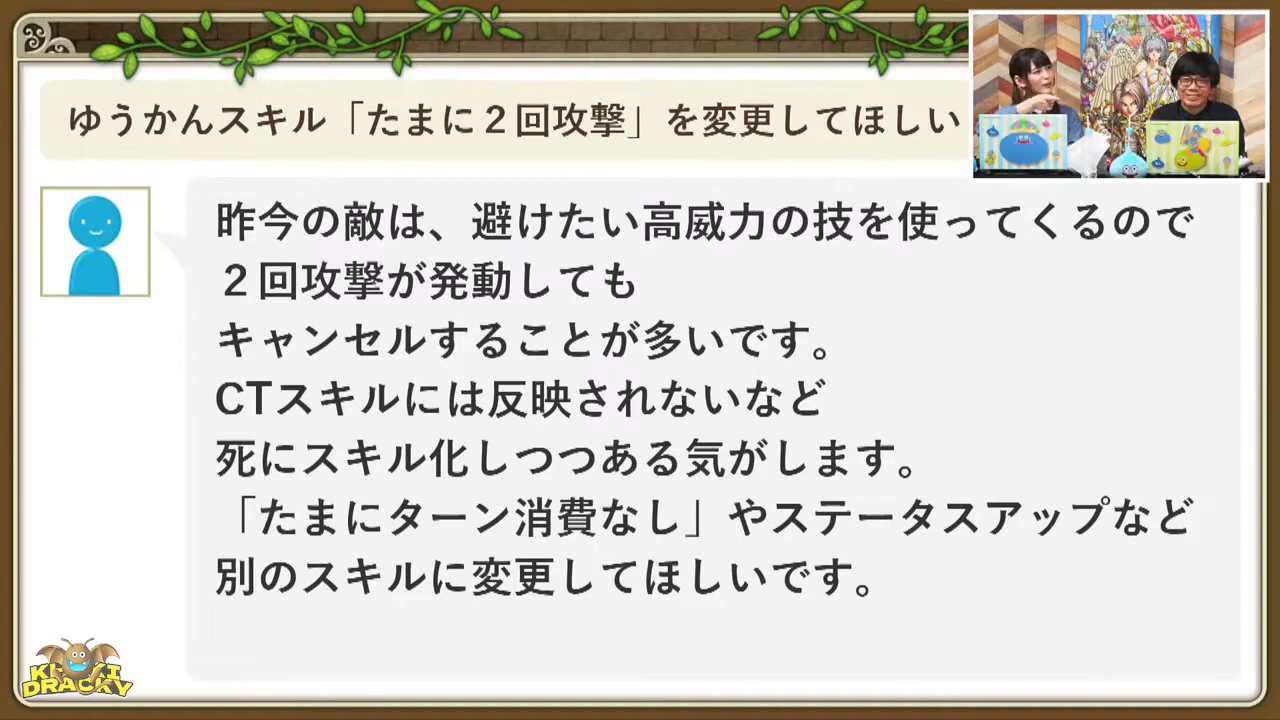 ゆうかんスキル「たまに２回攻撃」を変更してほしい
昨今の敵は、避けたい高威力の技を使ってくるので
２回攻撃が発動しても
キャンセルすることが多いです。
CTスキルには反映されないなど
死にスキル化しつつある気がします。
「たまにターン消費なし」やステータスアップなど
別のスキルに変更してほしいです。
DRACKY